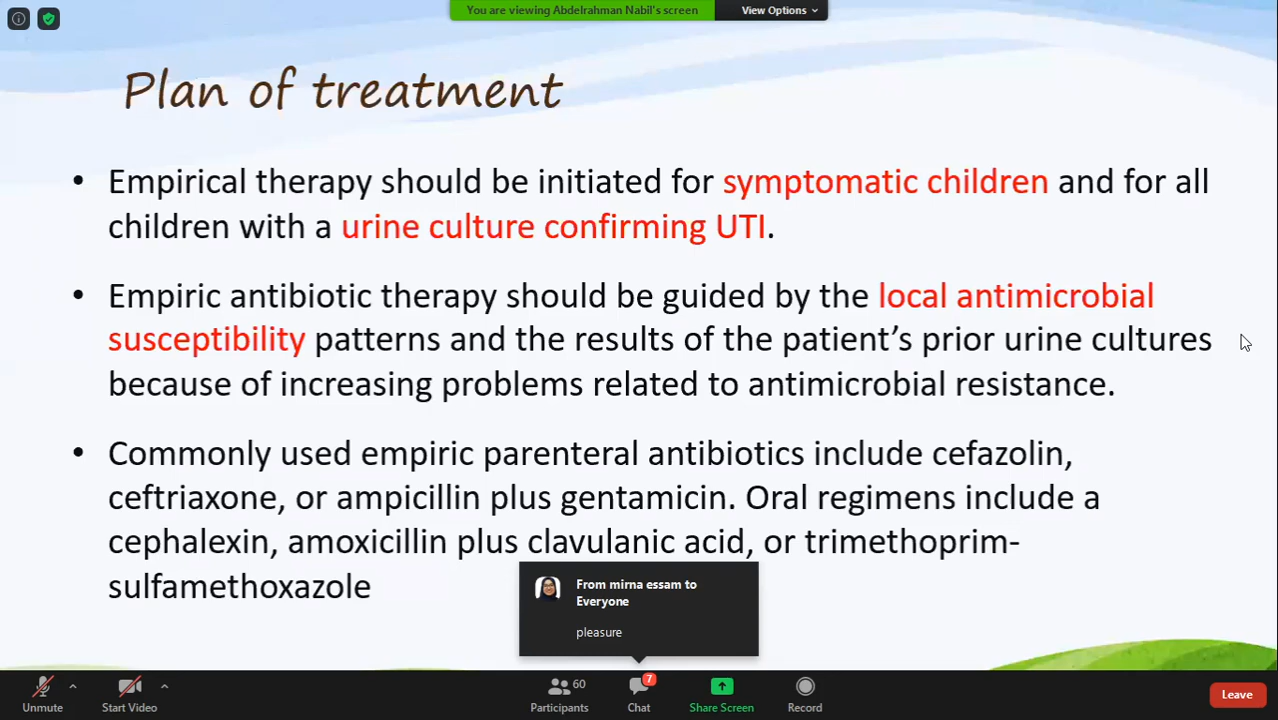 You are viewing Abdelrahman Nabil's screen
View Options
Plan of treatment
• Empirical therapy should be initiated for symptomatic children and for all
children with a urine culture confirming UTI.
• Empiric antibiotic therapy should be guided by the local antimicrobial
susceptibility patterns and the results of the patient’s prior urine cultures
because of increasing problems related to antimicrobial resistance.
• Commonly used empiric parenteral antibiotics include cefazolin,
ceftriaxone, or ampicillin plus gentamicin. Oral regimens include a
cephalexin, amoxicillin plus clavulanic acid, or trimethoprim-
sulfamethoxazole
From mirna essam to
Everyone
pleasure
Unmute
Start Video
60
Participants
7
Chat
Share Screen
Record
Leave